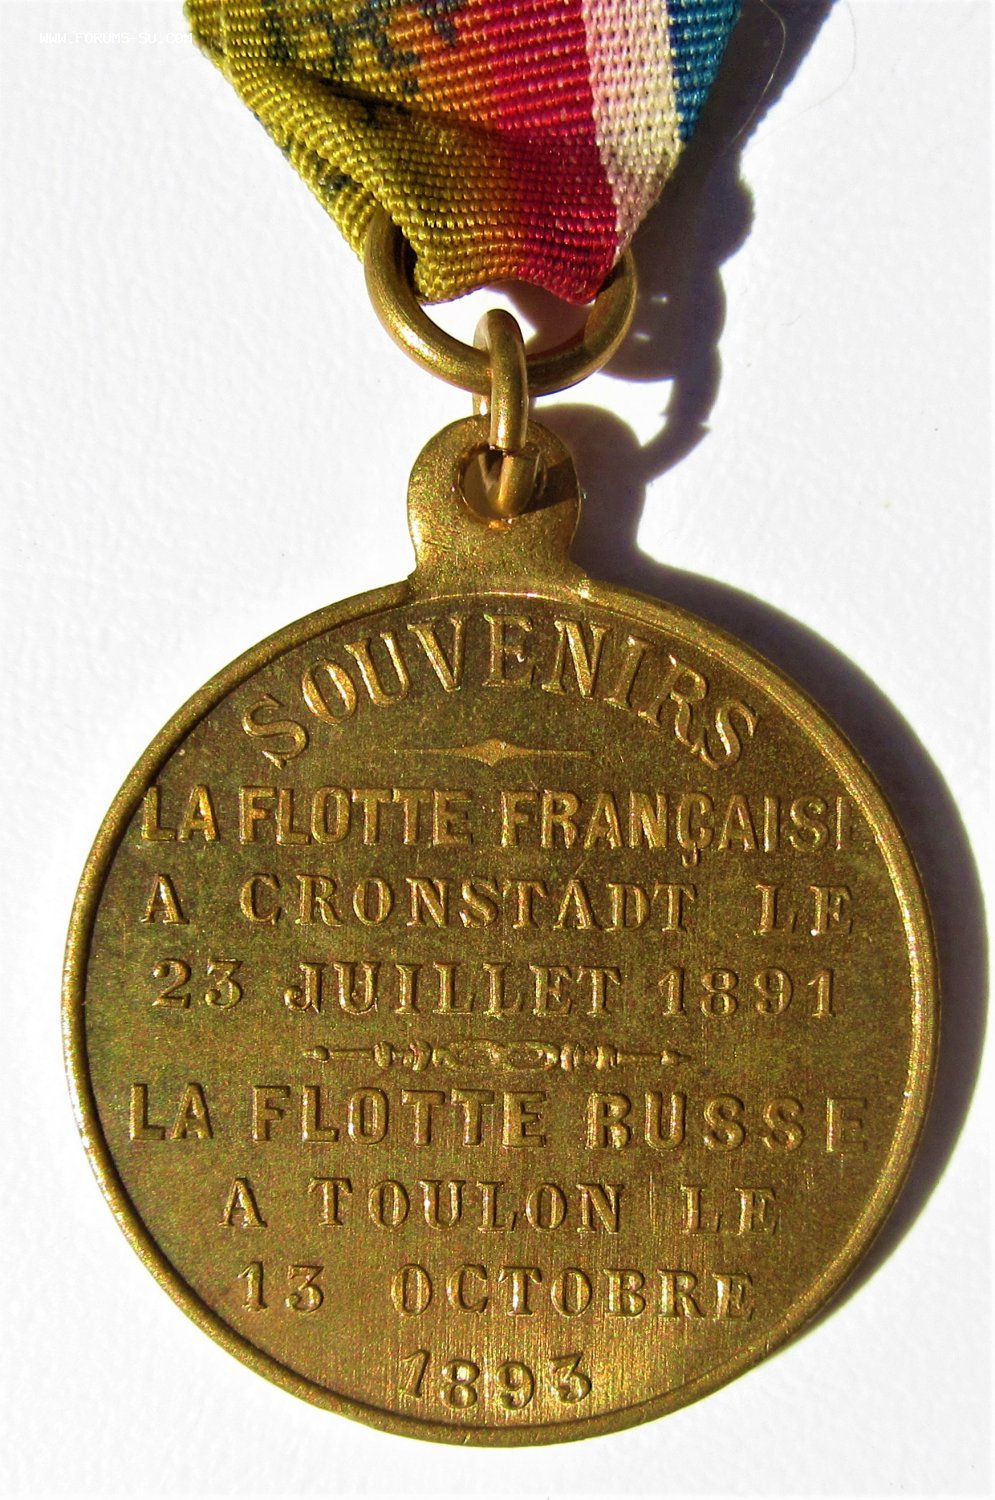 WWW.FORUMS-SU.COM
SOUVENIRS
LA FLOTTE FRANÇAISE
A CRONSTADT LE
23 JUILLET 1891
LA FLOTTE RUSSE
A TOULON LE
13 OCTOBRE
1893